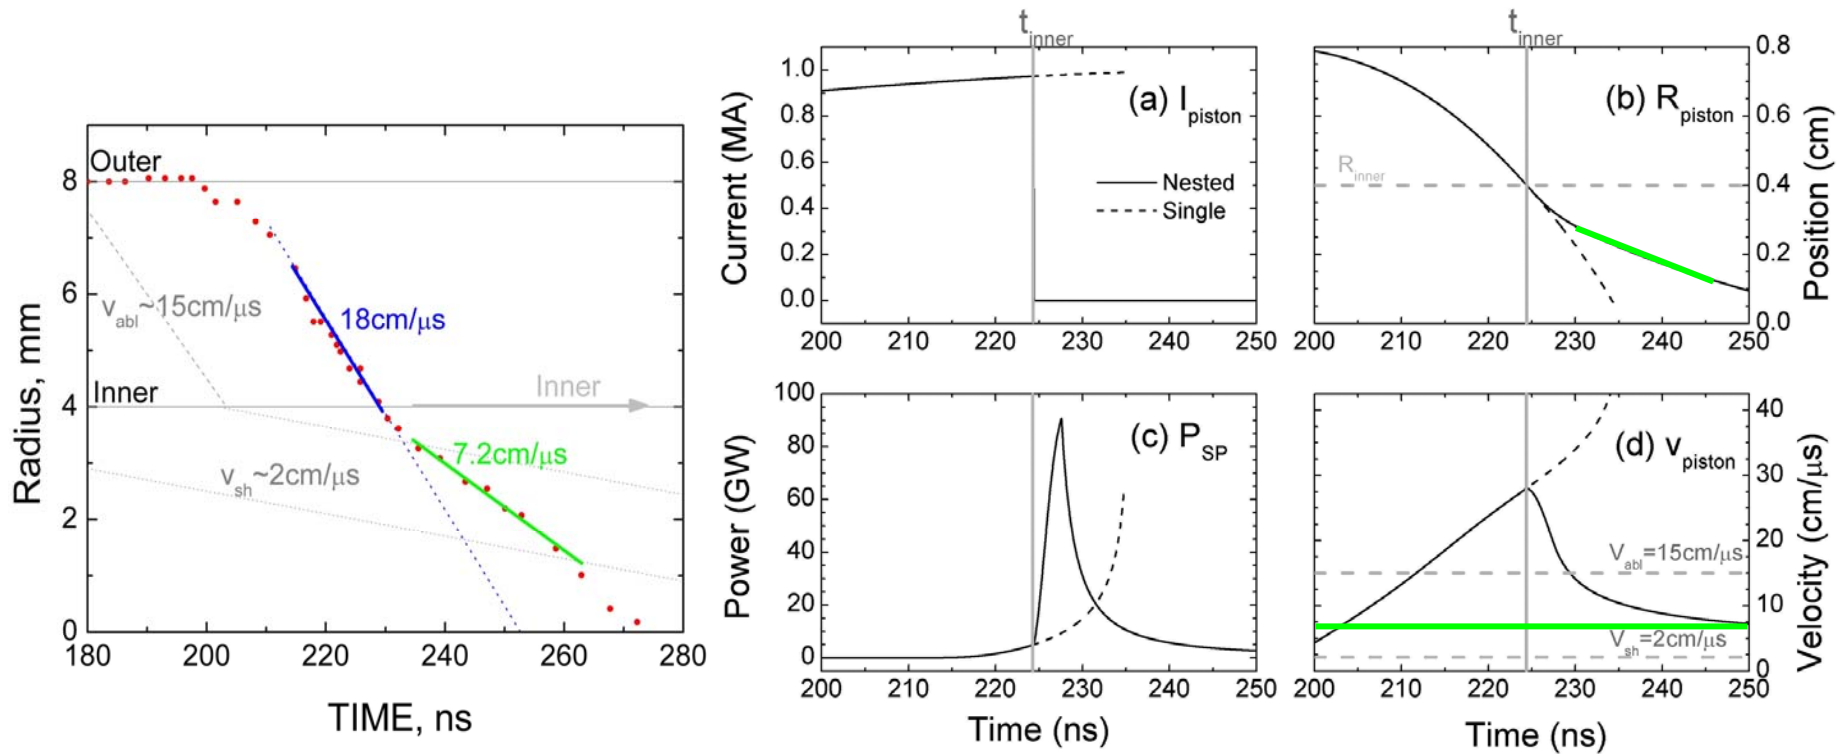 Radius, mm
8
6
4
2
0
180
200
220
240
260
280
TIME, ns
Outer
Inner
Inner
v_abl~15cm/μs
18cm/μs
7.2cm/μs
v_sh~2cm/μs
t_inner
Current (MA)
1.0
0.8
0.6
0.4
0.2
0.0
(a) I_piston
Nested
Single
200 210 220 230 240 250
t_inner
(b) R_piston
R_inner
0.8
0.6
0.4
0.2
0.0
Position (cm)
200 210 220 230 240 250
Power (GW)
100
80
60
40
20
0
(c) P_SP
200 210 220 230 240 250
Time (ns)
(d) v_piston
V_abl=15cm/μs
V_sh=2cm/μs
40
30
20
10
0
Velocity (cm/μs)
200 210 220 230 240 250
Time (ns)